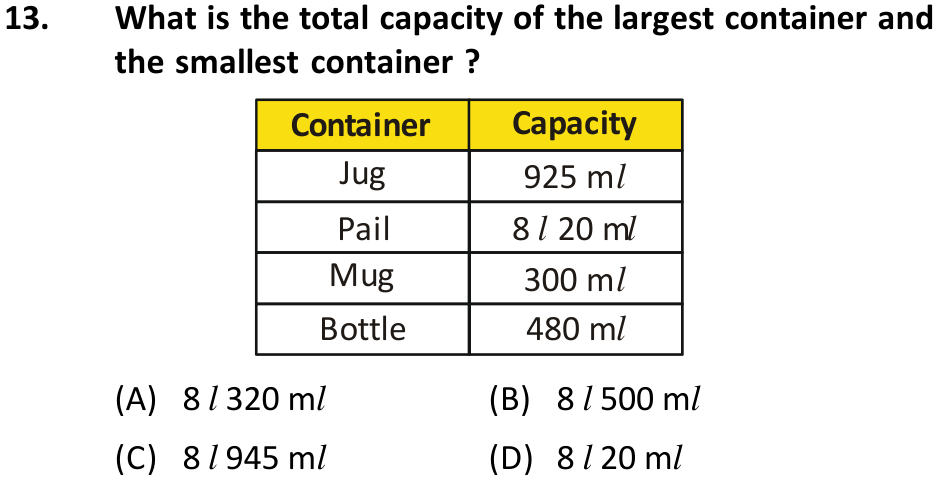 13. What is the total capacity of the largest container and
the smallest container ?
Container Capacity
Jug 925 ml
Pail 8 l 20 ml
Mug 300 ml
Bottle 480 ml
(A) 8 l 320 ml (B) 8 l 500 ml
(C) 8 l 945 ml (D) 8 l 20 ml